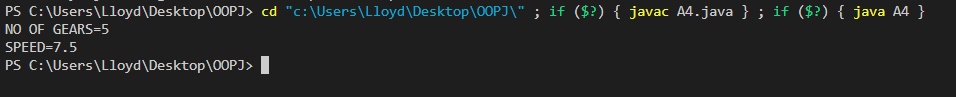 PS C:\Users\Lloyd\Desktop\OOPJ> cd "c:\Users\Lloyd\Desktop\OOPJ\" ; if ($?) { javac A4.java } ; if ($?) { java A4 }
NO OF GEARS=5
SPEED=7.5
PS C:\Users\Lloyd\Desktop\OOPJ>